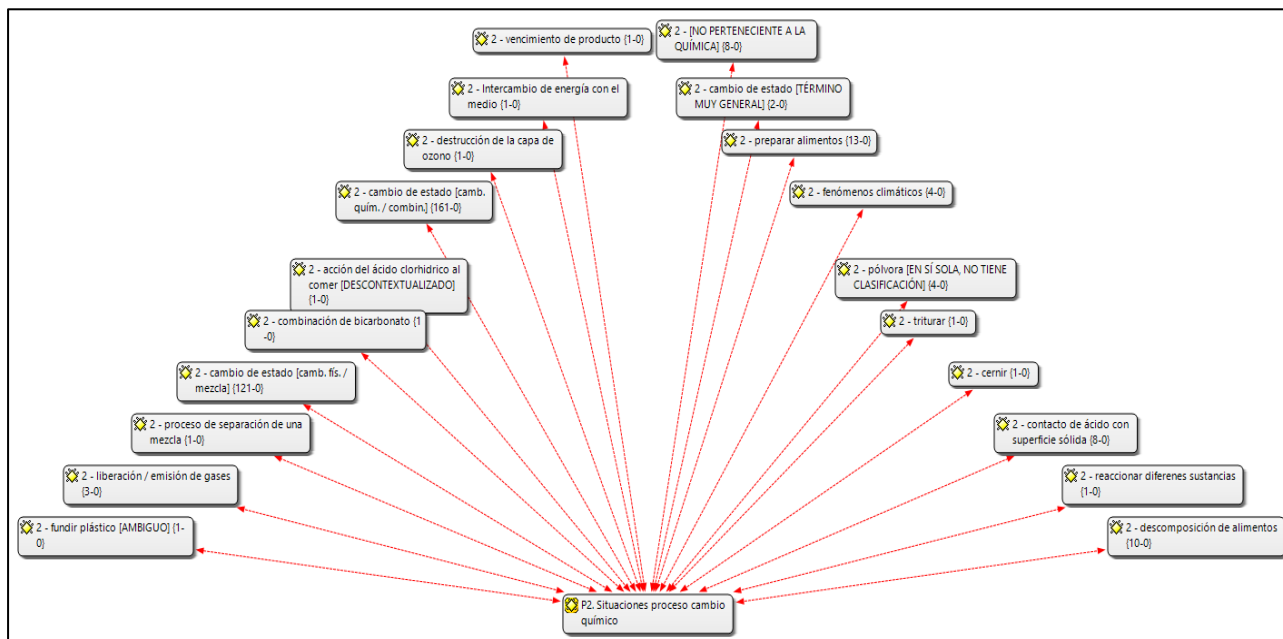 2 - vencimiento de producto {1-0}
2 - [NO PERTENECIENTE A LA
QUÍMICA] {8-0}
2 - Intercambio de energía con el
medio {1-0}
2 - cambio de estado [TÉRMINO
MUY GENERAL] {2-0}
2 - destrucción de la capa de
ozono {1-0}
2 - preparar alimentos {13-0}
2 - cambio de estado [camb.
quím. / combin.] {161-0}
2 - fenómenos climáticos {4-0}
2 - acción del ácido clorhidrico al
comer [DESCONTEXTUALIZADO]
{1-0}
2 - pólvora [EN SÍ SOLA, NO TIENE
CLASIFICACIÓN] {4-0}
2 - combinación de bicarbonato {1
-0}
2 - triturar {1-0}
2 - cambio de estado [camb. fís. /
mezcla] {121-0}
2 - cernir {1-0}
2 - proceso de separación de una
mezcla {1-0}
2 - contacto de ácido con
superficie sólida {8-0}
2 - liberación / emisión de gases
{3-0}
2 - reaccionar diferenes sustancias
{1-0}
2 - fundir plástico [AMBIGUO] {1-
0}
2 - descomposición de alimentos
{10-0}
P2. Situaciones proceso cambio
químico